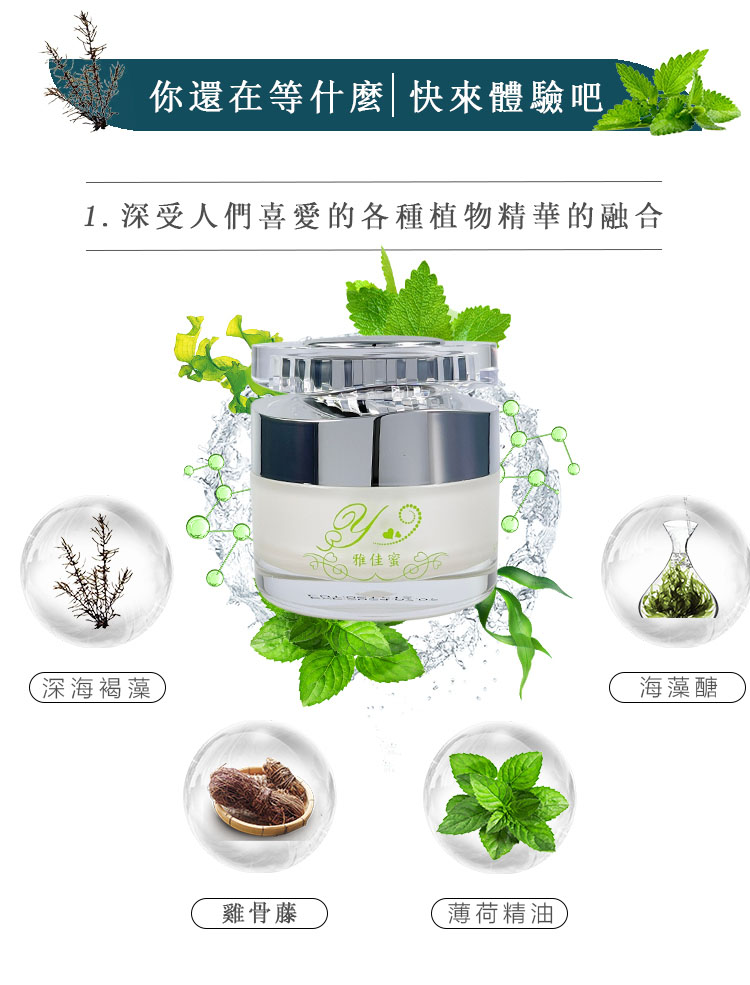 你還在等什麼|快來體驗吧
1.深受人們喜愛的各種植物精華的融合
雅佳蜜
深海褐藻
海藻醣
雞骨藤
薄荷精油